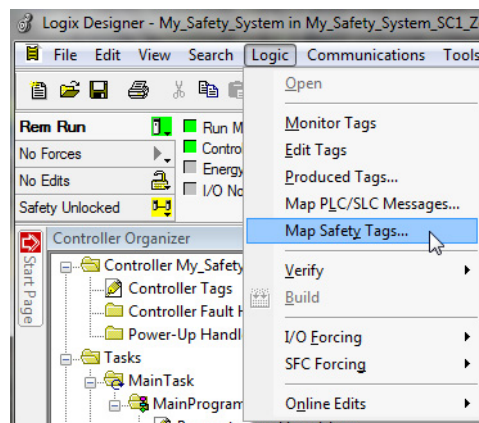 Logix Designer - My_Safety_System in My_Safety_System_SC1_Z
File Edit View Search Logic Communications Tools
Rem Run
Run M
No Forces
Control
Energy
No Edits
I/O No
Safety Unlocked
Start Page
Controller Organizer
Controller My_Safety
Controller Tags
Controller Fault H
Power-Up Handl
Tasks
MainTask
MainProgram
Open
Monitor Tags
Edit Tags
Produced Tags...
Map PLC/SLC Messages...
Map Safety Tags...
Verify
Build
I/O Forcing
SFC Forcing
Online Edits